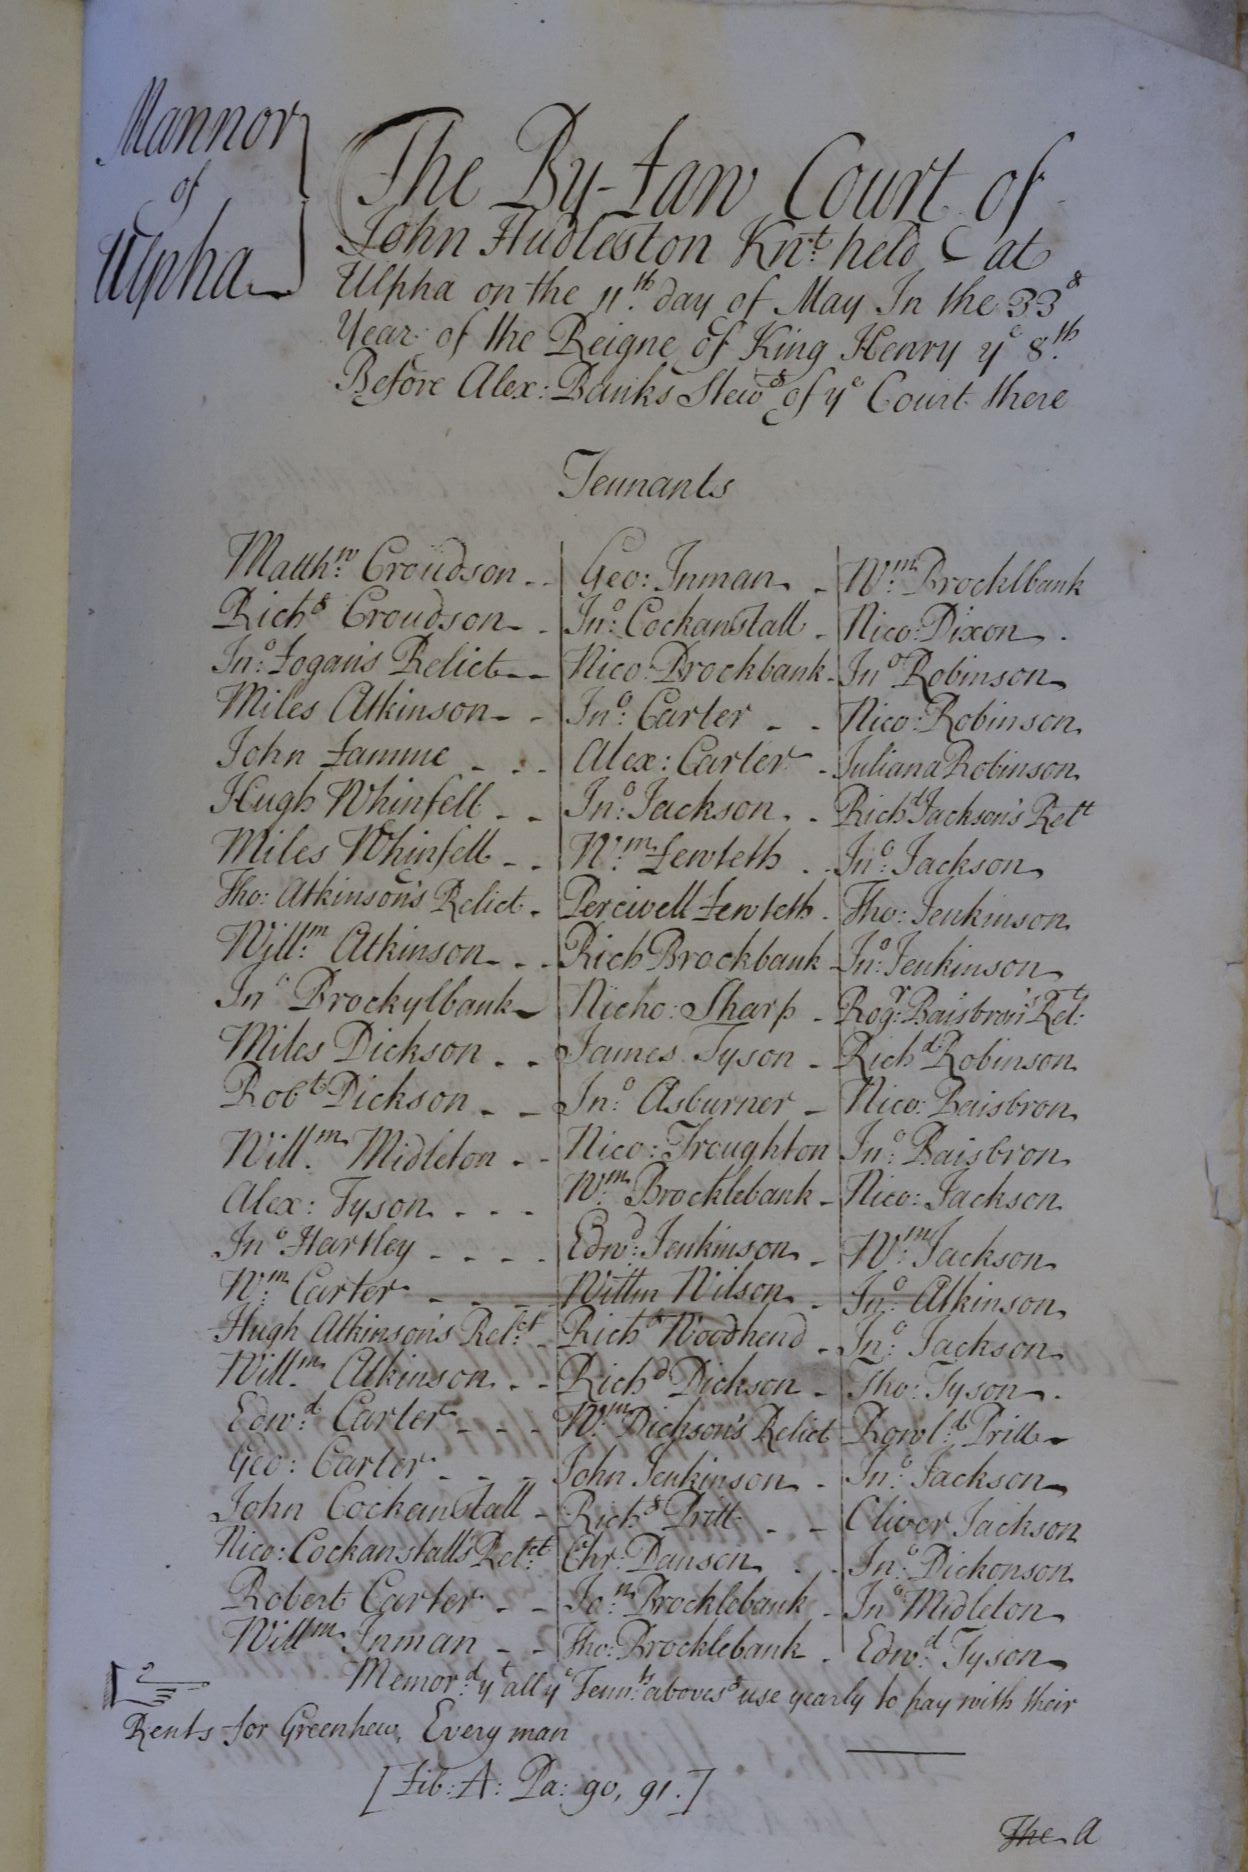 Mannor
of
Ulpha
The By-Law Court of
John Hudleston Knt. held at
Ulpha on the 11th. day of May In the 33d
Year of the Reigne of King Henry ye 8th.
Before Alex: Banks Stewd of ye Court there
Tennants
Matthw. Croudson - - Geo: Inman - Wm. Brocklbank
Richd Croudson - - Jno. Cockanstall - Nico: Dixon .
Jno. Logan's Relict - - Nico: Brockbank - Jno Robinson
Miles Atkinson - - Jno. Carter - - Nico: Robinson
John Lamme - - - Alex: Carter - Juliana Robinson
Hugh Whinfell - - Jno. Jackson . . Richd Jackson's Relt
Miles Whinfell - - Wm. Lewteth . . Jno. Jackson
Tho: Atkinson's Relict - Percivell Lewteth . Tho: Jenkinson
Willm. Atkinson - - Rich Brockbank - Jno. Jenkinson
Jno Brockylbank - Nicho: Sharp - Rogr. Baisbron's Relt.
Miles Dickson - - James Tyson - Richd Robinson
Robt Dickson - - Jno. Asburner - Nico: Baisbron
Willm. Midleton - - Nico: Troughton Jno. Baisbron
Alex: Tyson - - - Wm. Brocklebank - Nico: Jackson
Jno Hartley - - - - Edwd: Jenkinson - Wm. Jackson
Wm. Carter - - - Willm Wilson - Jno. Atkinson
Hugh Atkinson's Relct. - Richd Woodhend - Jno. Jackson
Willm. Atkinson - - Richd Dickson - Tho: Tyson .
Edwd. Carter - - - Wm. Dickson's Relict Rowld. Pritt -
Geo: Carter - - - John Jenkinson - Jno. Jackson
John Cockanstall - Richd Pritt - - Oliver Jackson
Nico: Cockanstall's Relct. Chr: Danson - - Jno. Dickonson
Robert Carter - - Jon. Brocklebank - Jno Midleton
Willm. Inman - - Tho: Brocklebank - Edwd. Tyson
Memord. yt all ye Tennts: abovesd use yearly to pay with their
Rents for Greenhew, Every man
[Lib: A: Pa: 90, 91.]
The A